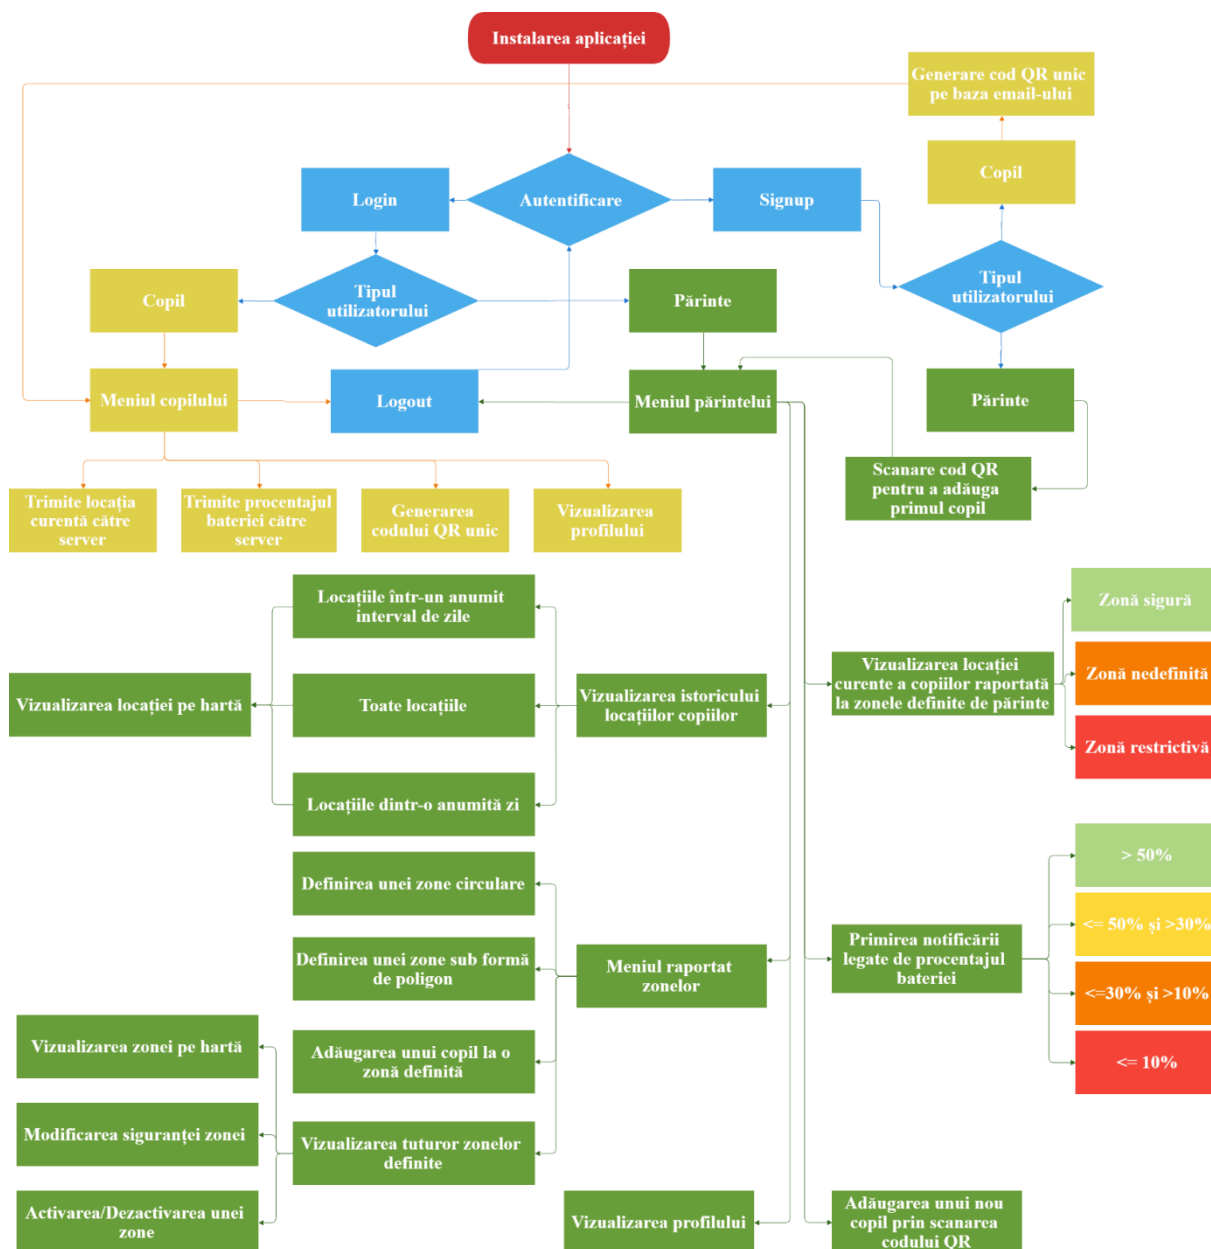 Instalarea aplicației
Generare cod QR unic
pe baza email-ului
Copil
Login
Autentificare
Signup
Copil
Tipul
utilizatorului
Părinte
Tipul
utilizatorului
Meniul copilului
Logout
Meniul părintelui
Părinte
Trimite locația
curentă către
server
Trimite procentajul
bateriei către
server
Generarea
codului QR unic
Vizualizarea
profilului
Scanare cod QR
pentru a adăuga
primul copil
Locațiile într-un anumit
interval de zile
Vizualizarea locației pe hartă
Toate locațiile
Vizualizarea istoricului
locațiilor copiilor
Locațiile dintr-o anumită zi
Vizualizarea locației
curente a copiilor raportată
la zonele definite de părinte
Zonă sigură
Zonă nedefinită
Zonă restrictivă
Definirea unei zone circulare
Definirea unei zone sub formă
de poligon
Meniul raportat
zonelor
Adăugarea unui copil la o
zonă definită
Vizualizarea tuturor zonelor
definite
Vizualizarea zonei pe hartă
Modificarea siguranței zonei
Activarea/Dezactivarea unei
zone
Primirea notificării
legate de procentajul
bateriei
> 50%
<= 50% și >30%
<=30% și >10%
<= 10%
Vizualizarea profilului
Adăugarea unui nou
copil prin scanarea
codului QR